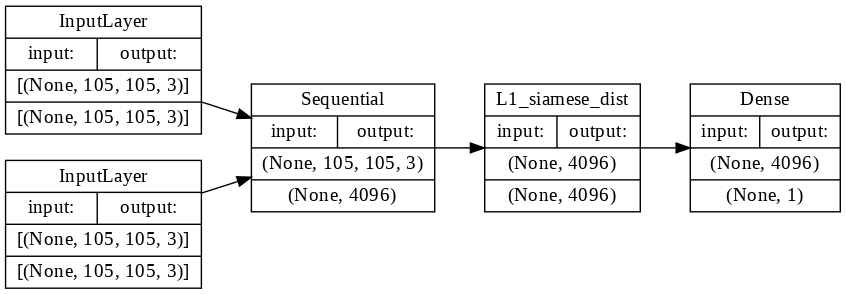 InputLayer
input: output:
[(None, 105, 105, 3)]
[(None, 105, 105, 3)]
InputLayer
input: output:
[(None, 105, 105, 3)]
[(None, 105, 105, 3)]
Sequential
input: output:
(None, 105, 105, 3)
(None, 4096)
L1_siamese_dist
input: output:
(None, 4096)
(None, 4096)
Dense
input: output:
(None, 4096)
(None, 1)